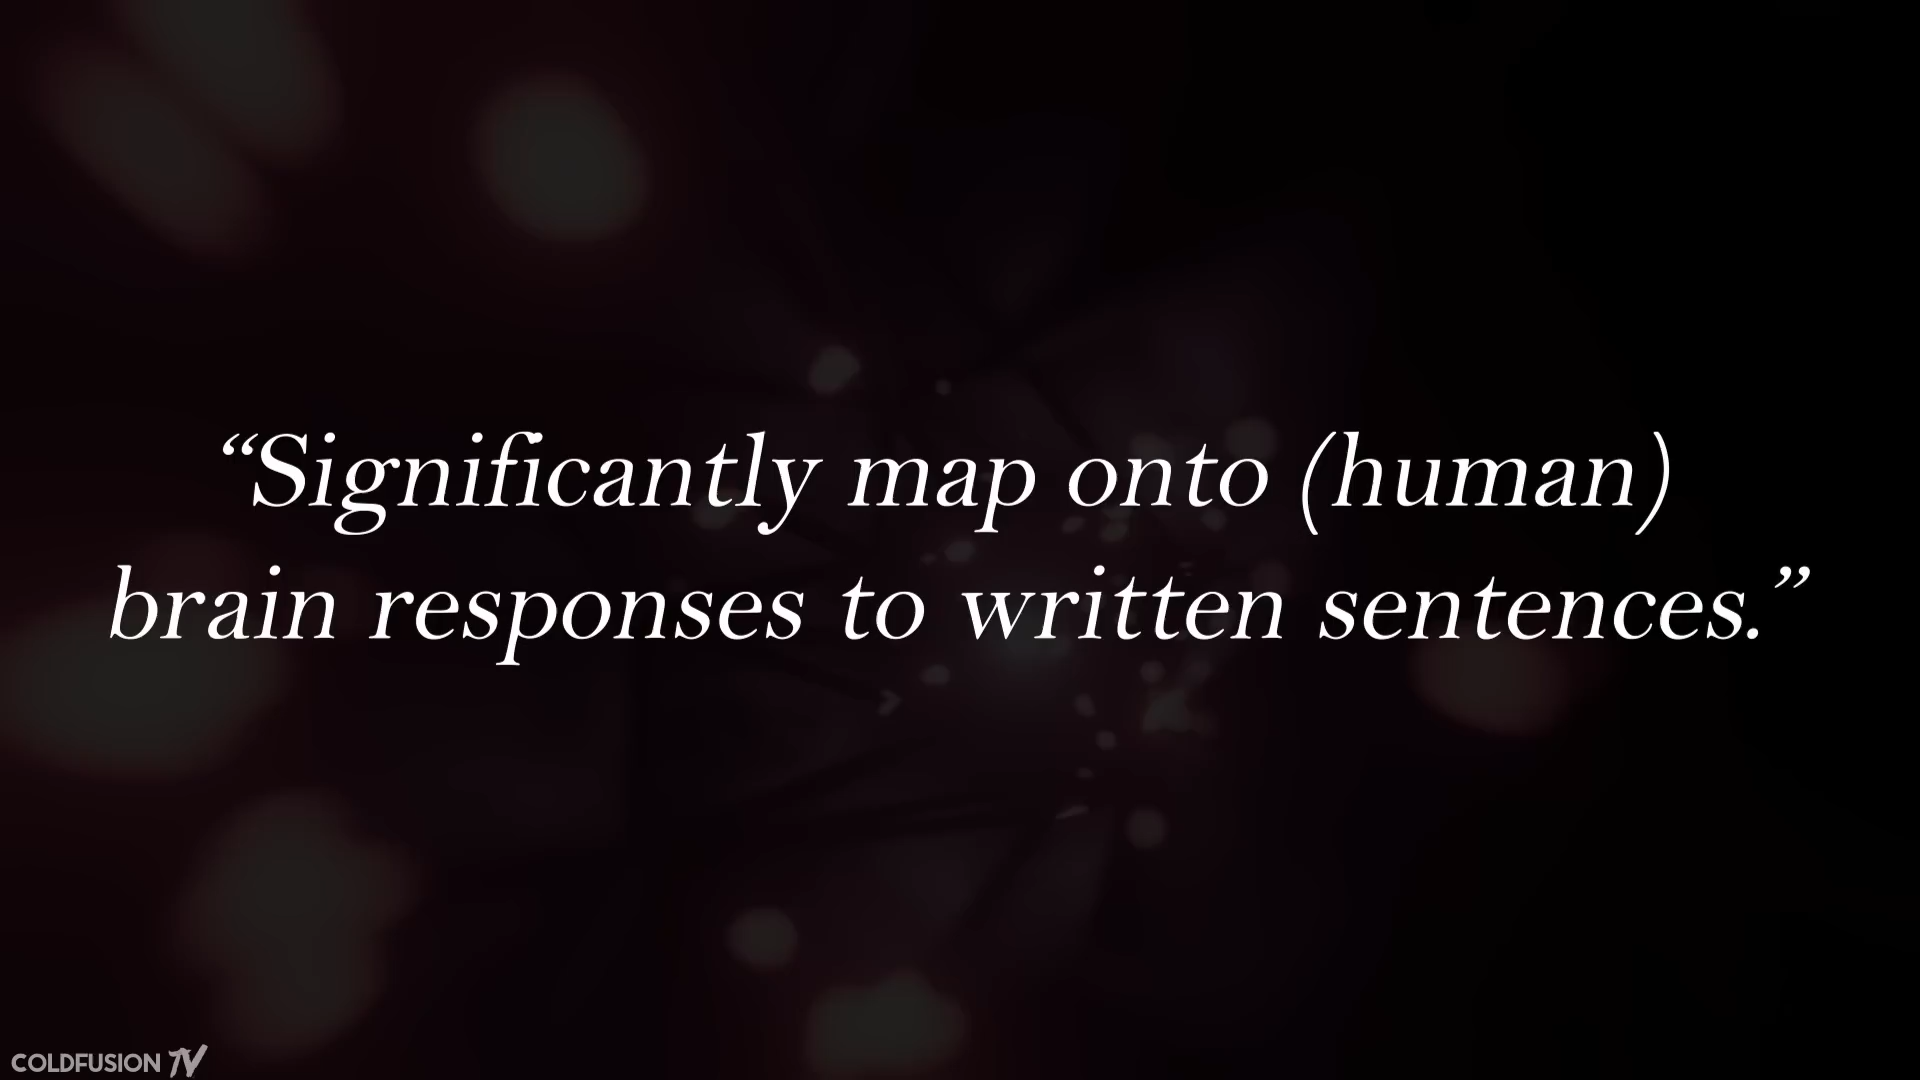 “Significantly map onto (human)
brain responses to written sentences.”
COLDFUSION TV